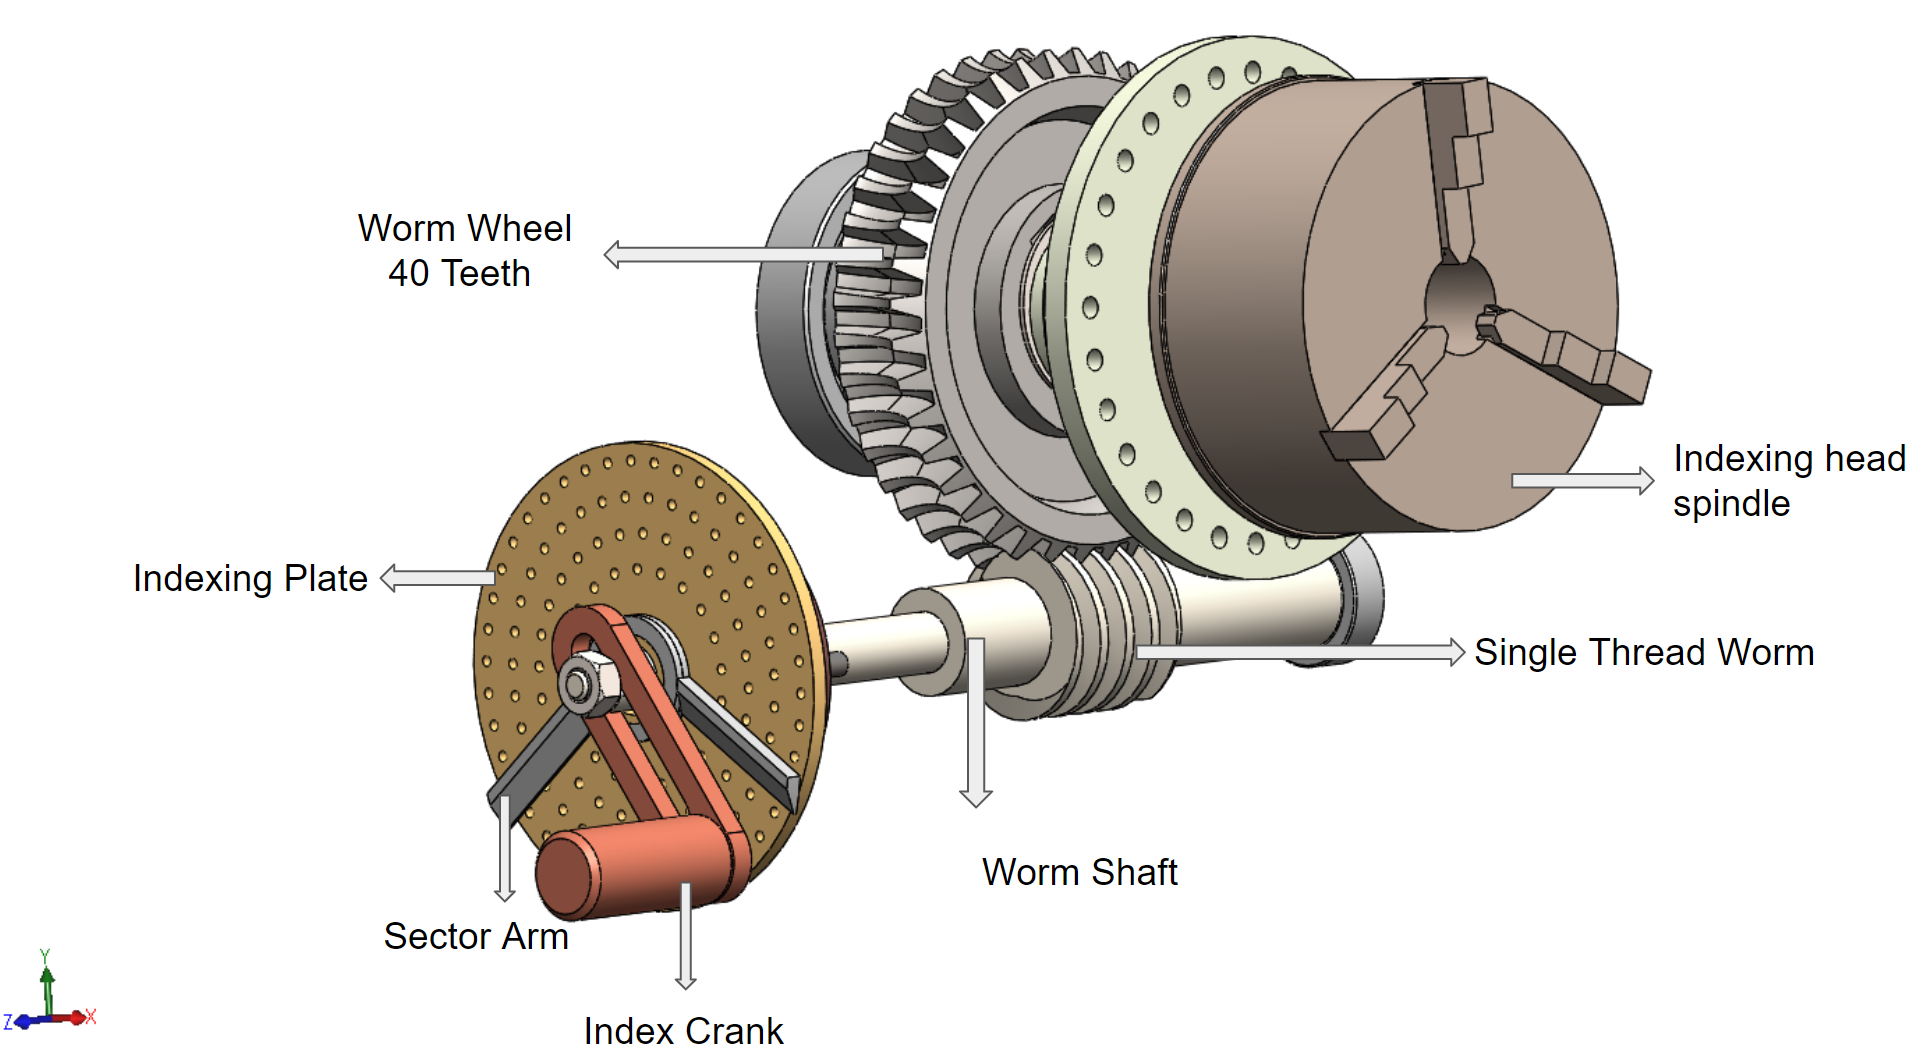 Worm Wheel
40 Teeth
Indexing head
spindle
Indexing Plate
Single Thread Worm
Worm Shaft
Sector Arm
Index Crank
Y
Z
X